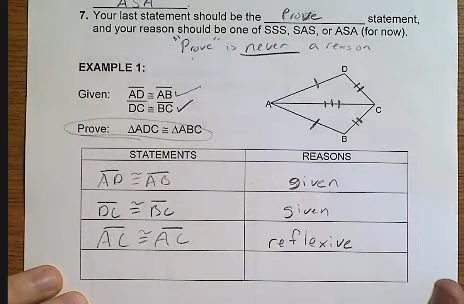 ASA
7. Your last statement should be the Prove statement,
and your reason should be one of SSS, SAS, or ASA (for now).
"Prove" is never a reason
EXAMPLE 1:
Given: AD ≅ AB
DC ≅ BC
Prove: ΔADC ≅ ΔABC
D
A
C
B
STATEMENTS REASONS
AD ≅ AB given
DC ≅ BC given
AC ≅ AC reflexive